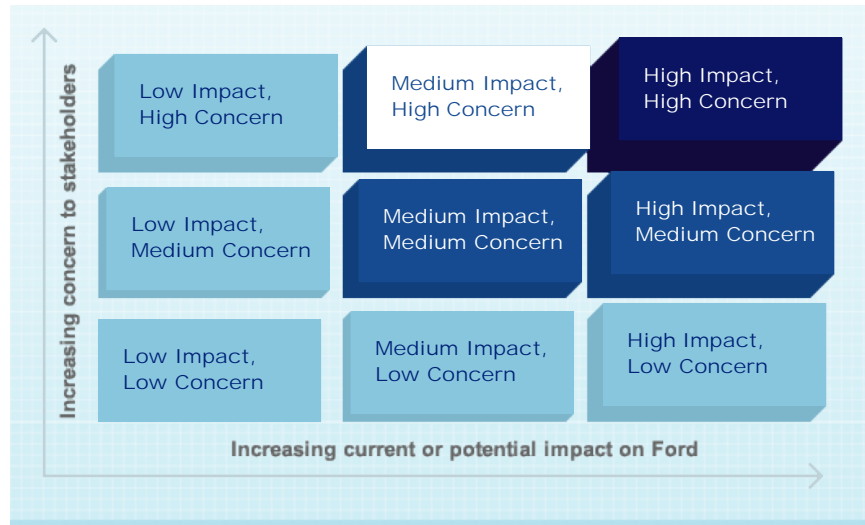 Increasing concern to stakeholders
Low Impact,
High Concern
Medium Impact,
High Concern
High Impact,
High Concern
Low Impact,
Medium Concern
Medium Impact,
Medium Concern
High Impact,
Medium Concern
Low Impact,
Low Concern
Medium Impact,
Low Concern
High Impact,
Low Concern
Increasing current or potential impact on Ford